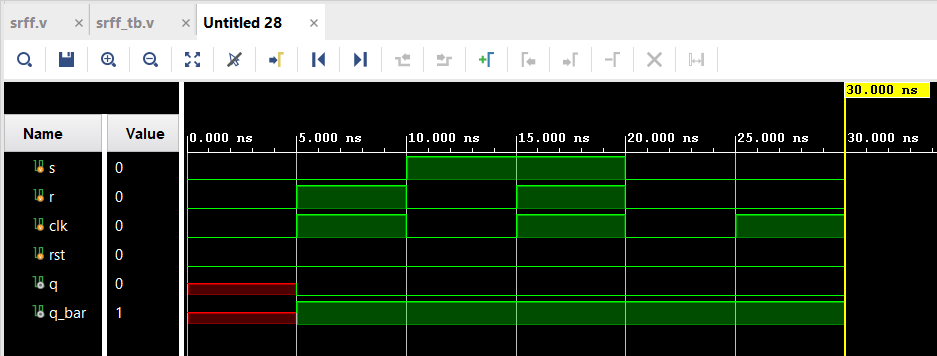 srff.v × srff_tb.v × Untitled 28 ×
30.000 ns
Name Value
0.000 ns 5.000 ns 10.000 ns 15.000 ns 20.000 ns 25.000 ns 30.000 ns
s 0
r 0
clk 0
rst 0
q 0
q_bar 1